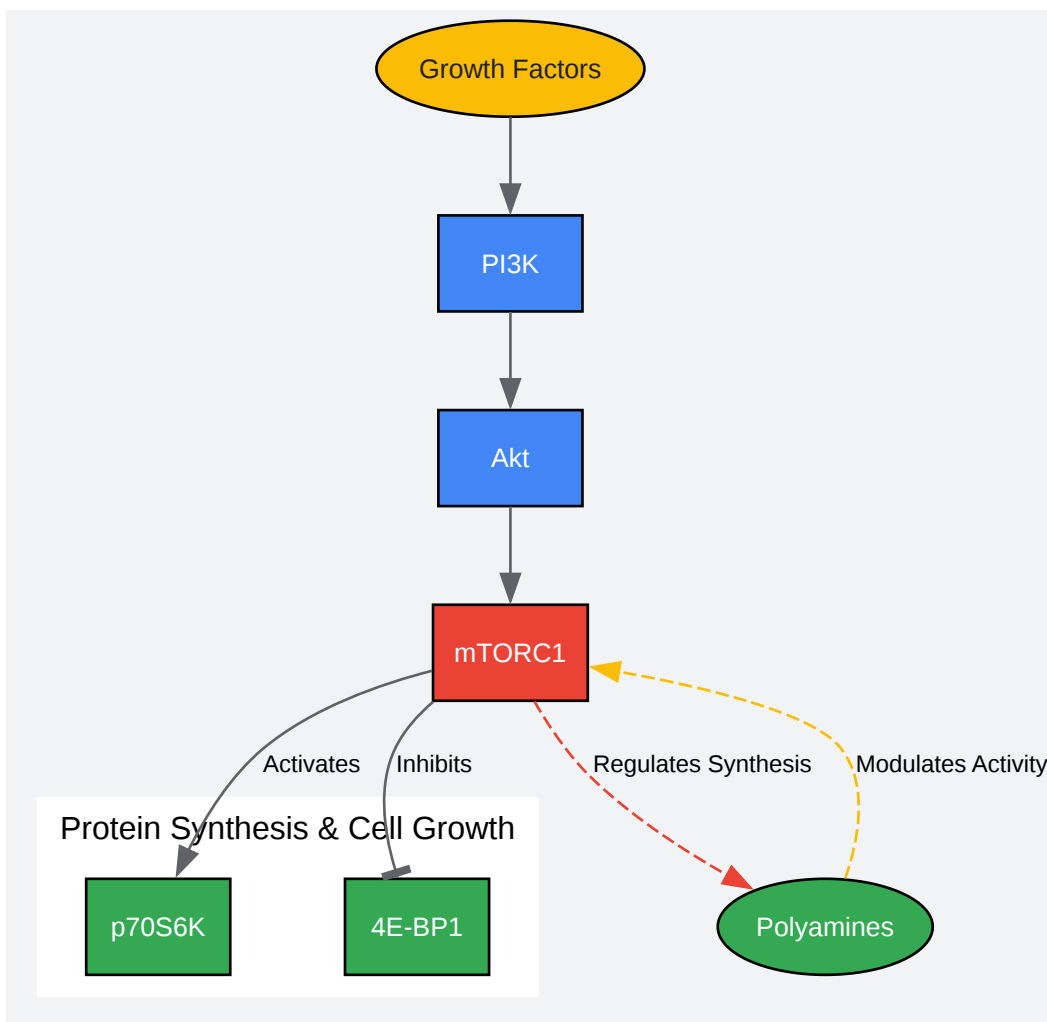 Growth Factors
PI3K
Akt
mTORC1
Activates
Inhibits
Regulates Synthesis
Modulates Activity
Protein Synthesis & Cell Growth
p70S6K
4E-BP1
Polyamines